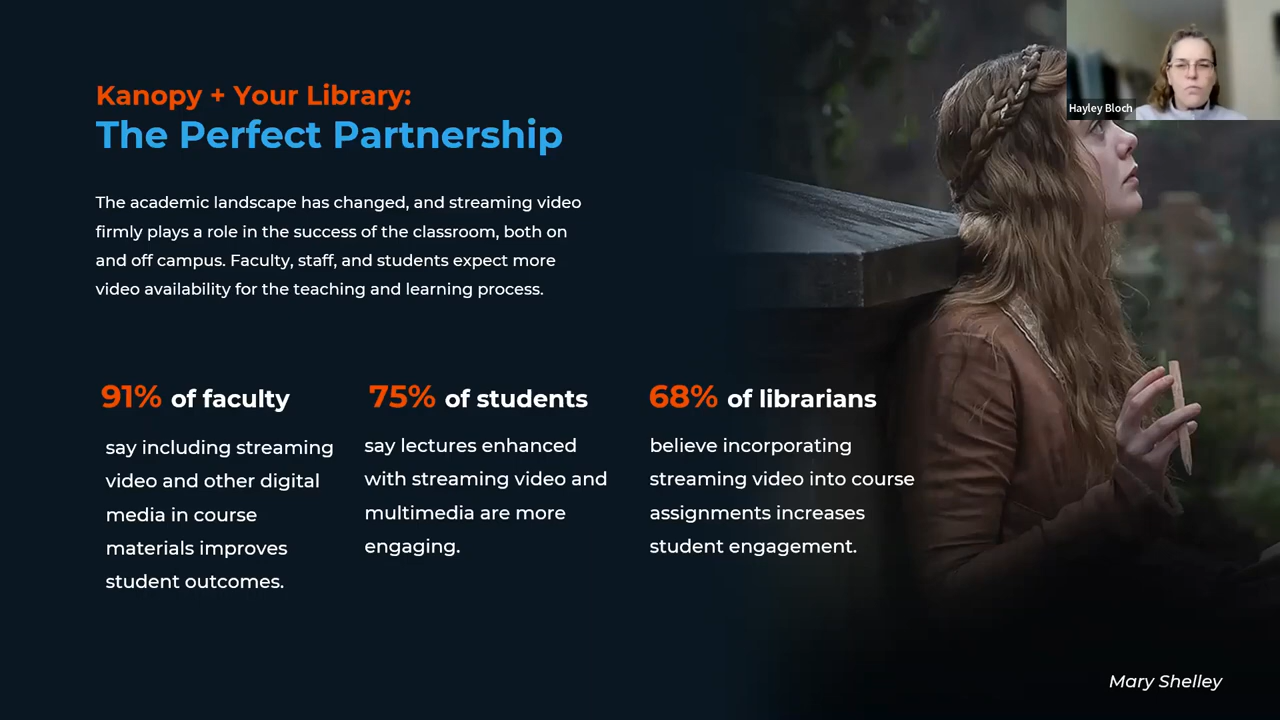 Kanopy + Your Library:
The Perfect Partnership
The academic landscape has changed, and streaming video
firmly plays a role in the success of the classroom, both on
and off campus. Faculty, staff, and students expect more
video availability for the teaching and learning process.
91% of faculty
say including streaming
video and other digital
media in course
materials improves
student outcomes.
75% of students
say lectures enhanced
with streaming video and
multimedia are more
engaging.
68% of librarians
believe incorporating
streaming video into course
assignments increases
student engagement.
Hayley Bloch
Mary Shelley